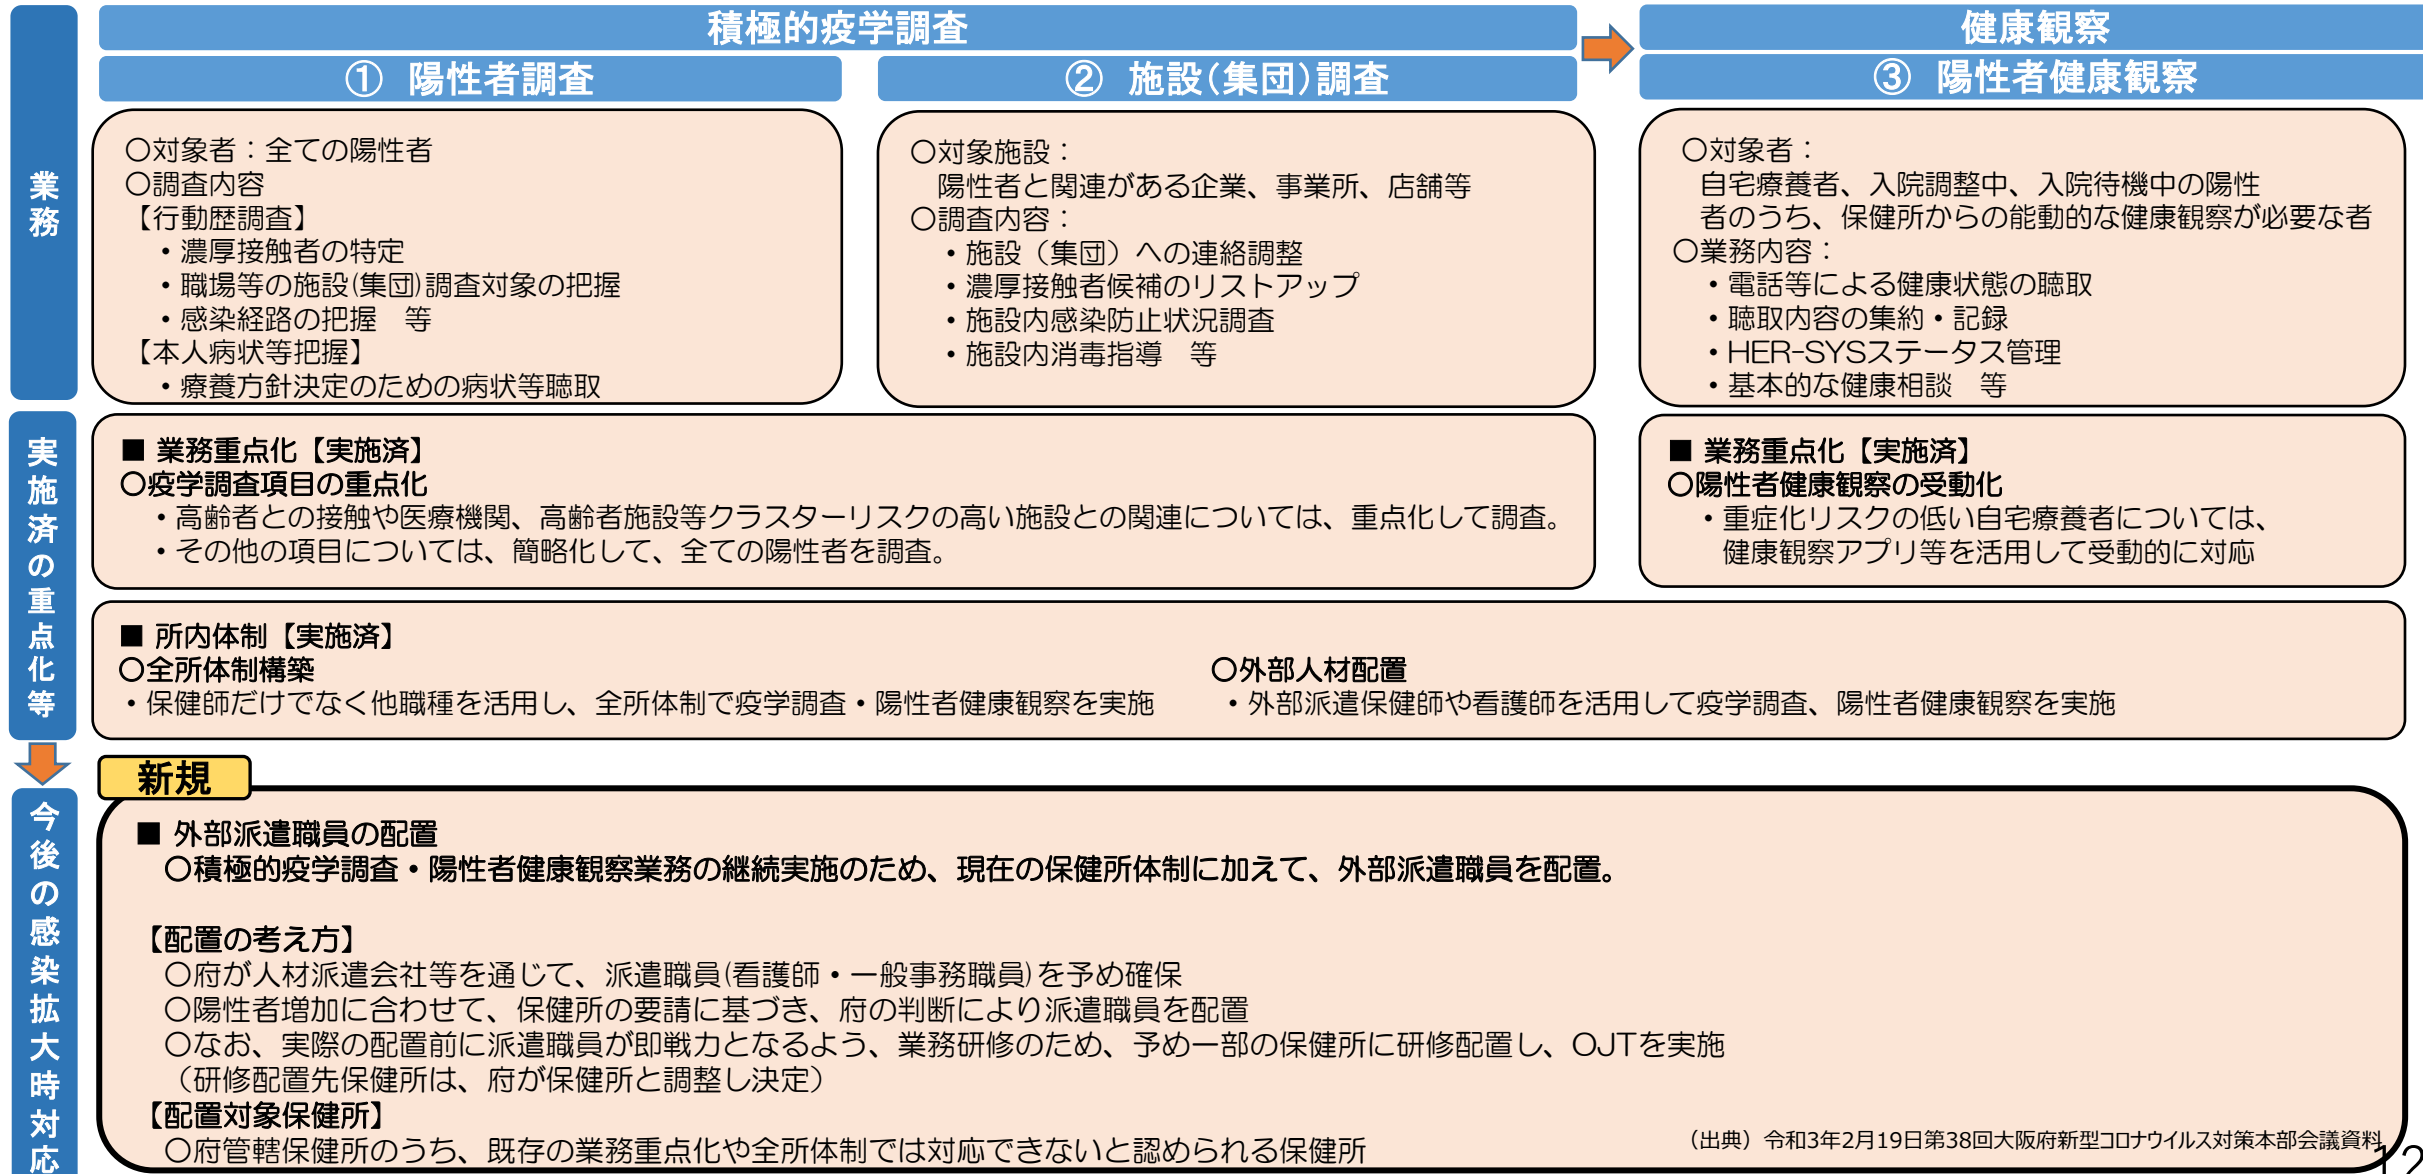 積極的疫学調査
健康観察
① 陽性者調査
② 施設(集団)調査
③ 陽性者健康観察
業務
〇対象者：全ての陽性者
〇調査内容
【行動歴調査】
・濃厚接触者の特定
・職場等の施設(集団)調査対象の把握
・感染経路の把握　等
【本人病状等把握】
・療養方針決定のための病状等聴取
〇対象施設：
陽性者と関連がある企業、事業所、店舗等
〇調査内容：
・施設（集団）への連絡調整
・濃厚接触者候補のリストアップ
・施設内感染防止状況調査
・施設内消毒指導　等
〇対象者：
自宅療養者、入院調整中、入院待機中の陽性
者のうち、保健所からの能動的な健康観察が必要な者
〇業務内容：
・電話等による健康状態の聴取
・聴取内容の集約・記録
・HER-SYSステータス管理
・基本的な健康相談　等
実施済の重点化等
■ 業務重点化【実施済】
〇疫学調査項目の重点化
・高齢者との接触や医療機関、高齢者施設等クラスターリスクの高い施設との関連については、重点化して調査。
・その他の項目については、簡略化して、全ての陽性者を調査。
■ 業務重点化【実施済】
〇陽性者健康観察の受動化
・重症化リスクの低い自宅療養者については、
健康観察アプリ等を活用して受動的に対応
■ 所内体制【実施済】
〇全所体制構築
・保健師だけでなく他職種を活用し、全所体制で疫学調査・陽性者健康観察を実施
〇外部人材配置
・外部派遣保健師や看護師を活用して疫学調査、陽性者健康観察を実施
今後の感染拡大時対応
新規
■ 外部派遣職員の配置
〇積極的疫学調査・陽性者健康観察業務の継続実施のため、現在の保健所体制に加えて、外部派遣職員を配置。
【配置の考え方】
〇府が人材派遣会社等を通じて、派遣職員(看護師・一般事務職員)を予め確保
〇陽性者増加に合わせて、保健所の要請に基づき、府の判断により派遣職員を配置
〇なお、実際の配置前に派遣職員が即戦力となるよう、業務研修のため、予め一部の保健所に研修配置し、OJTを実施
（研修配置先保健所は、府が保健所と調整し決定）
【配置対象保健所】
〇府管轄保健所のうち、既存の業務重点化や全所体制では対応できないと認められる保健所
（出典）令和3年2月19日第38回大阪府新型コロナウイルス対策本部会議資料
12